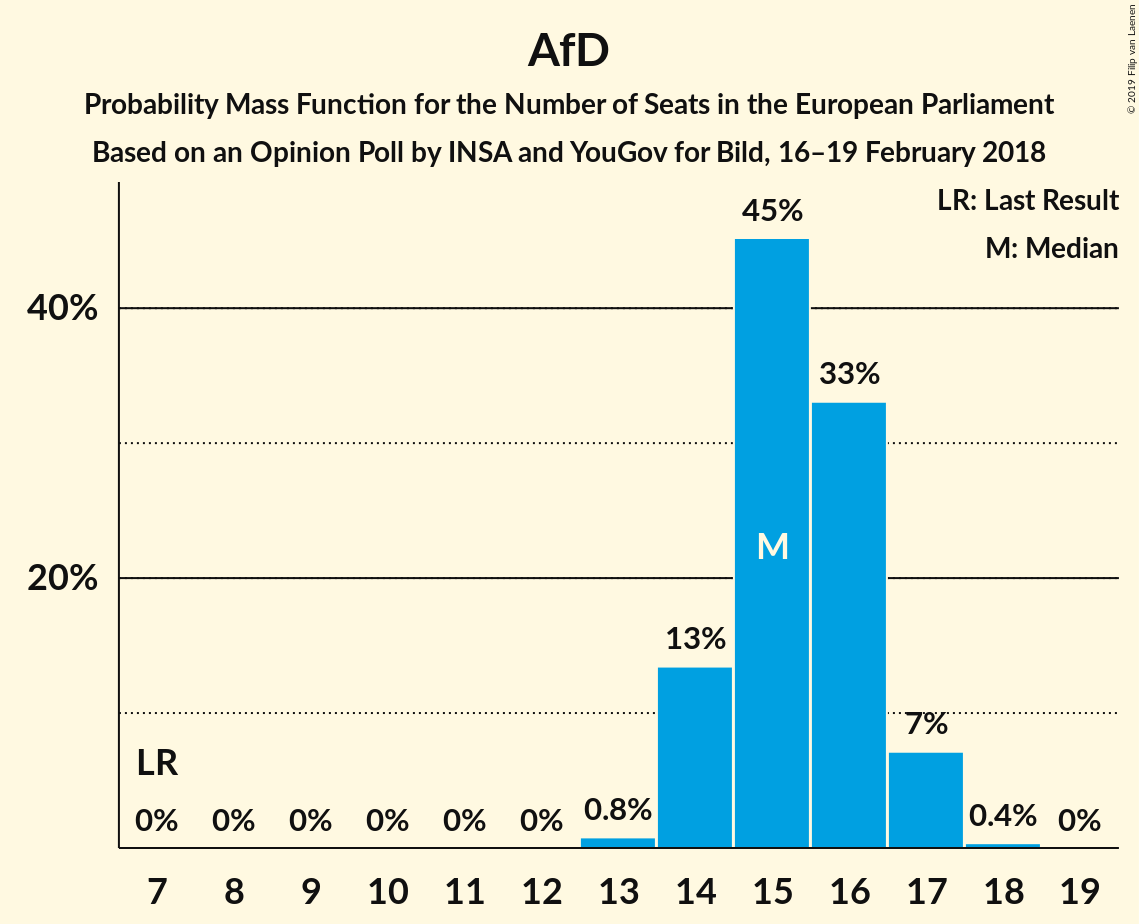 AfD
Probability Mass Function for the Number of Seats in the European Parliament
Based on an Opinion Poll by INSA and YouGov for Bild, 16–19 February 2018
© 2019 Filip van Laenen
LR: Last Result
M: Median
45%
40%
33%
M
20%
13%
7%
LR
0% 0% 0% 0% 0% 0% 0.8% 0.4% 0%
7 8 9 10 11 12 13 14 15 16 17 18 19